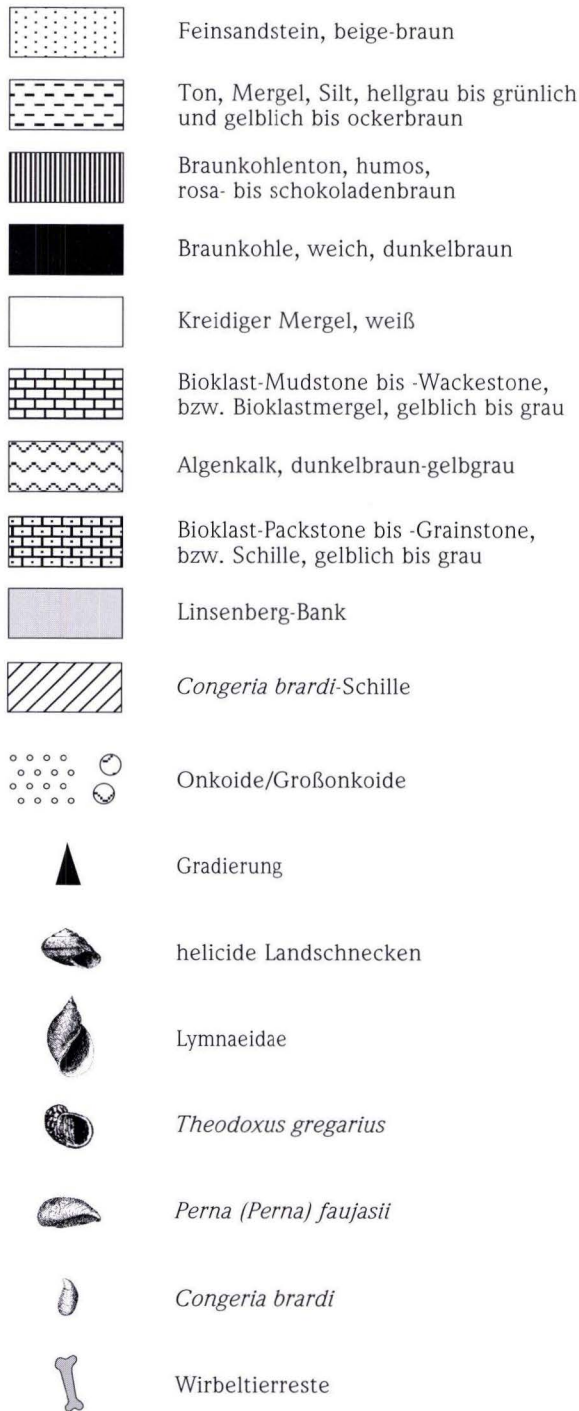 Feinsandstein, beige-braun
Ton, Mergel, Silt, hellgrau bis grünlich
und gelblich bis ockerbraun
Braunkohlenton, humos,
rosa- bis schokoladenbraun
Braunkohle, weich, dunkelbraun
Kreidiger Mergel, weiß
Bioklast-Mudstone bis -Wackestone,
bzw. Bioklastmergel, gelblich bis grau
Algenkalk, dunkelbraun-gelbgrau
Bioklast-Packstone bis -Grainstone,
bzw. Schille, gelblich bis grau
Linsenberg-Bank
Congeria brardi-Schille
Onkoide/Großonkoide
Gradierung
helicide Landschnecken
Lymnaeidae
Theodoxus gregarius
Perna (Perna) faujasii
Congeria brardi
Wirbeltierreste